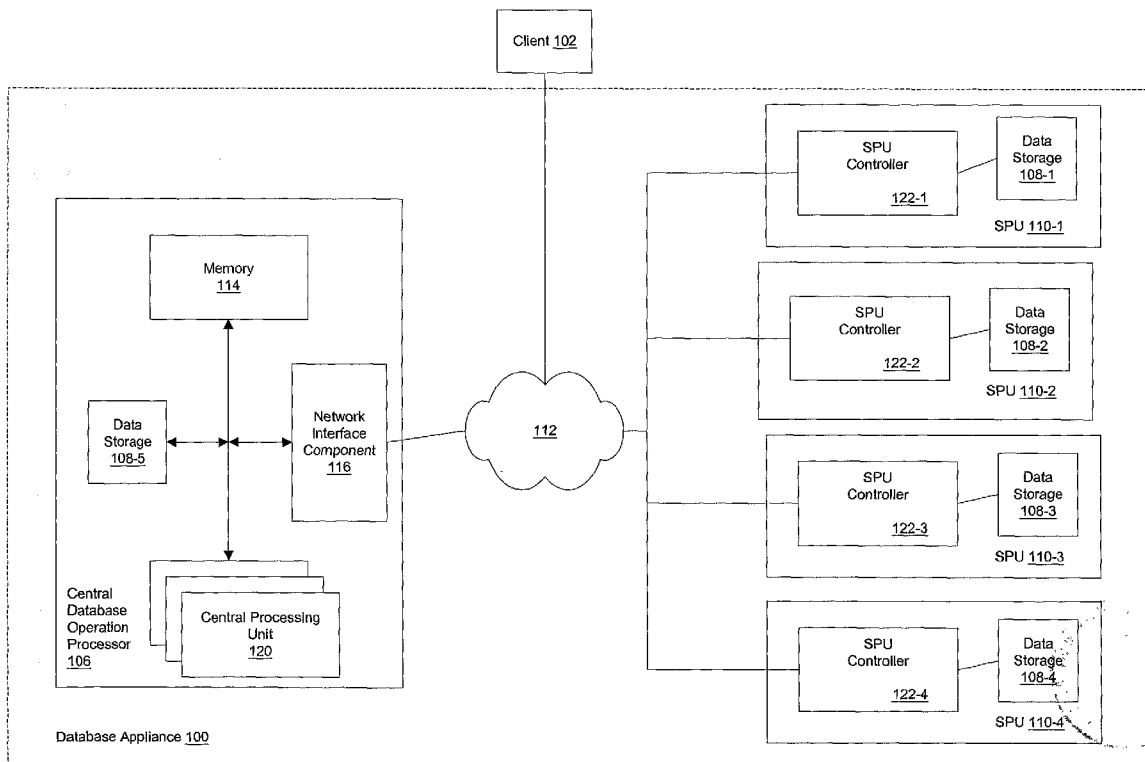 Client 102
SPU
Controller
122-1
Data
Storage
108-1
SPU 110-1
Memory
114
SPU
Controller
122-2
Data
Storage
108-2
SPU 110-2
Data
Storage
108-5
Network
Interface
Component
116
112
SPU
Controller
122-3
Data
Storage
108-3
SPU 110-3
Central
Database
Operation
Processor
106
Central Processing
Unit
120
SPU
Controller
122-4
Data
Storage
108-4
SPU 110-4
Database Appliance 100